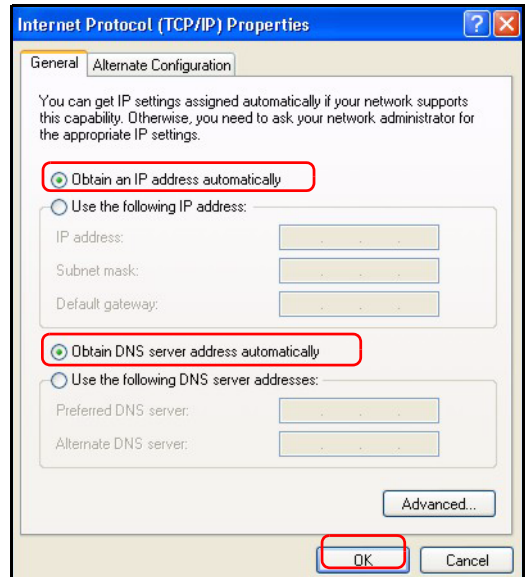 Internet Protocol (TCP/IP) Properties
General Alternate Configuration
You can get IP settings assigned automatically if your network supports
this capability. Otherwise, you need to ask your network administrator for
the appropriate IP settings.
Obtain an IP address automatically
Use the following IP address:
IP address:
Subnet mask:
Default gateway:
Obtain DNS server address automatically
Use the following DNS server addresses:
Preferred DNS server:
Alternate DNS server:
Advanced...
OK Cancel